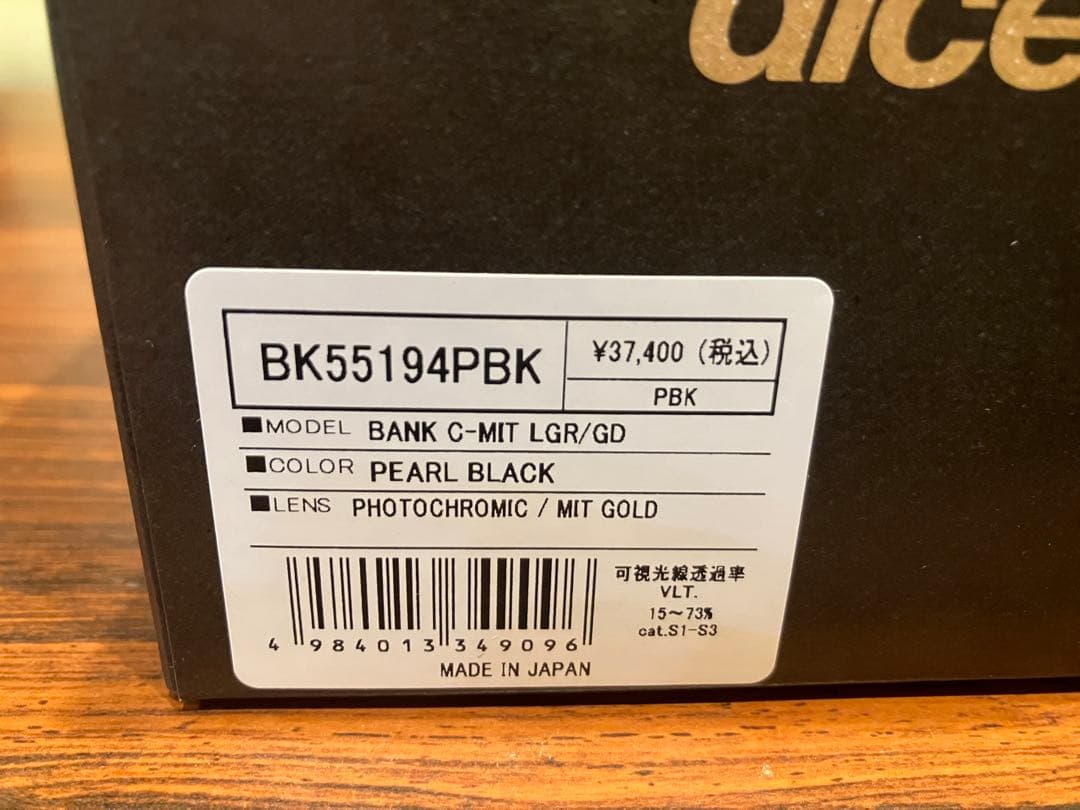 dice
BK55194PBK
¥37,400 (税込)
PBK
■MODEL BANK C-MIT LGR/GD
■COLOR PEARL BLACK
■LENS PHOTOCHROMIC / MIT GOLD
可視光線透過率
VLT.
15～73%
cat.S1-S3
4 984013 349096
MADE IN JAPAN